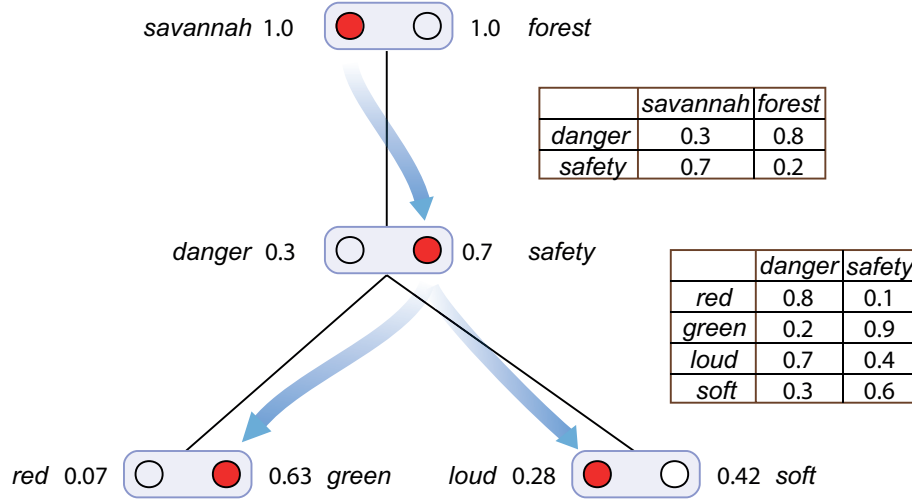 savannah 1.0 1.0 forest
savannah forest
danger 0.3 0.8
safety 0.7 0.2
danger 0.3 0.7 safety
danger safety
red 0.8 0.1
green 0.2 0.9
loud 0.7 0.4
soft 0.3 0.6
red 0.07 0.63 green loud 0.28 0.42 soft